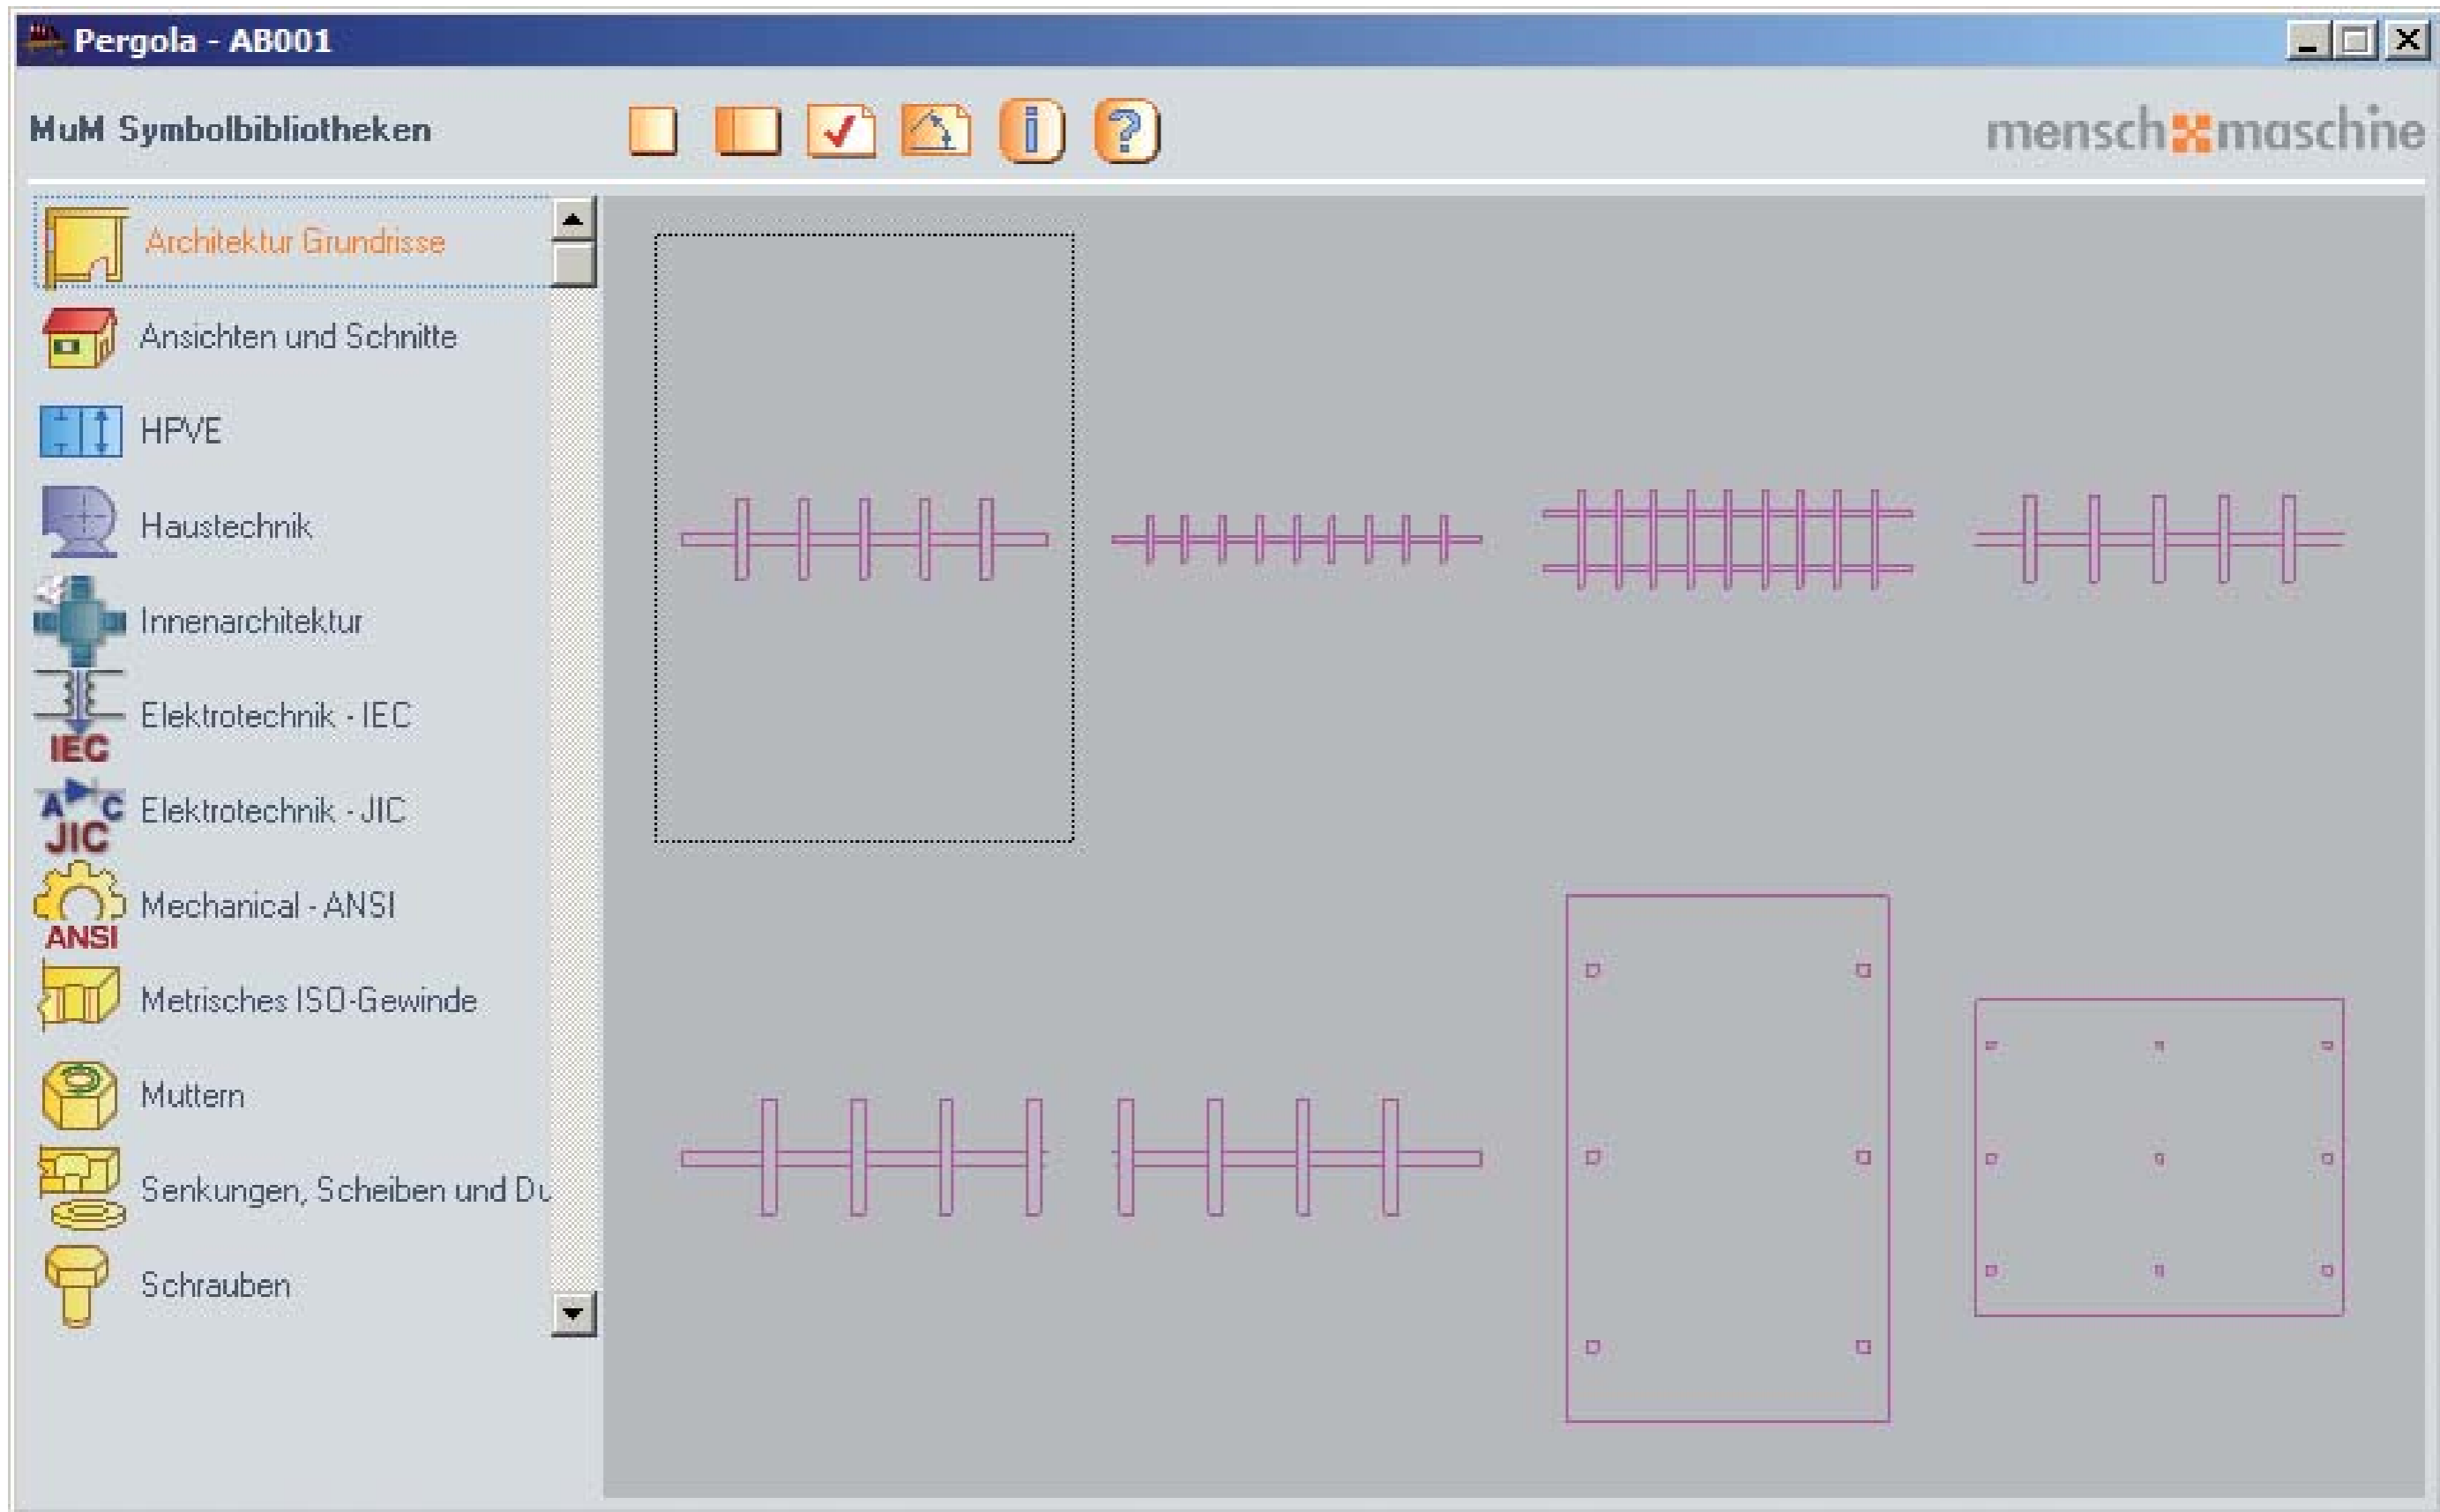 Pergola - AB001
MuM Symbolbibliotheken
mensch maschine
Architektur Grundrisse
Ansichten und Schnitte
HPVE
Haustechnik
Innenarchitektur
Elektrotechnik - IEC
IEC
Elektrotechnik - JIC
A C
JIC
Mechanical - ANSI
ANSI
Metrisches ISO-Gewinde
Muttern
Senkungen, Scheiben und Du
Schrauben